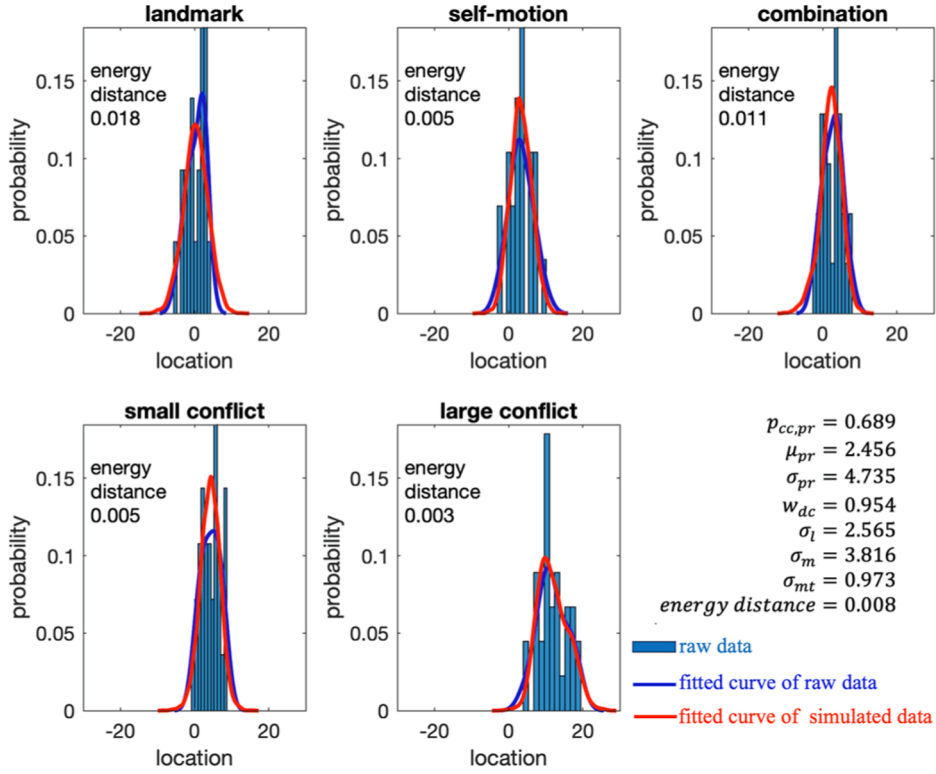 landmark
energy
distance
0.018
0.15
0.1
0.05
0
probability
-20
0
20
location
self-motion
energy
distance
0.005
0.15
0.1
0.05
0
probability
-20
0
20
location
combination
energy
distance
0.011
0.15
0.1
0.05
0
probability
-20
0
20
location
small conflict
energy
distance
0.005
0.15
0.1
0.05
0
probability
-20
0
20
location
large conflict
energy
distance
0.003
0.15
0.1
0.05
0
probability
-20
0
20
location
p_{cc,pr} = 0.689
μ_{pr} = 2.456
σ_{pr} = 4.735
w_{dc} = 0.954
σ_l = 2.565
σ_m = 3.816
σ_{mt} = 0.973
energy distance = 0.008
raw data
fitted curve of raw data
fitted curve of simulated data